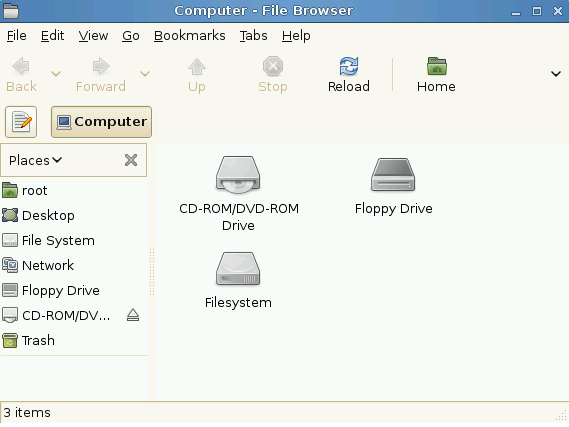 Computer - File Browser
File Edit View Go Bookmarks Tabs Help
Back Forward Up Stop Reload Home
Computer
Places
root
Desktop
File System
Network
Floppy Drive
CD-ROM/DV...
Trash
CD-ROM/DVD-ROM
Drive
Floppy Drive
Filesystem
3 items